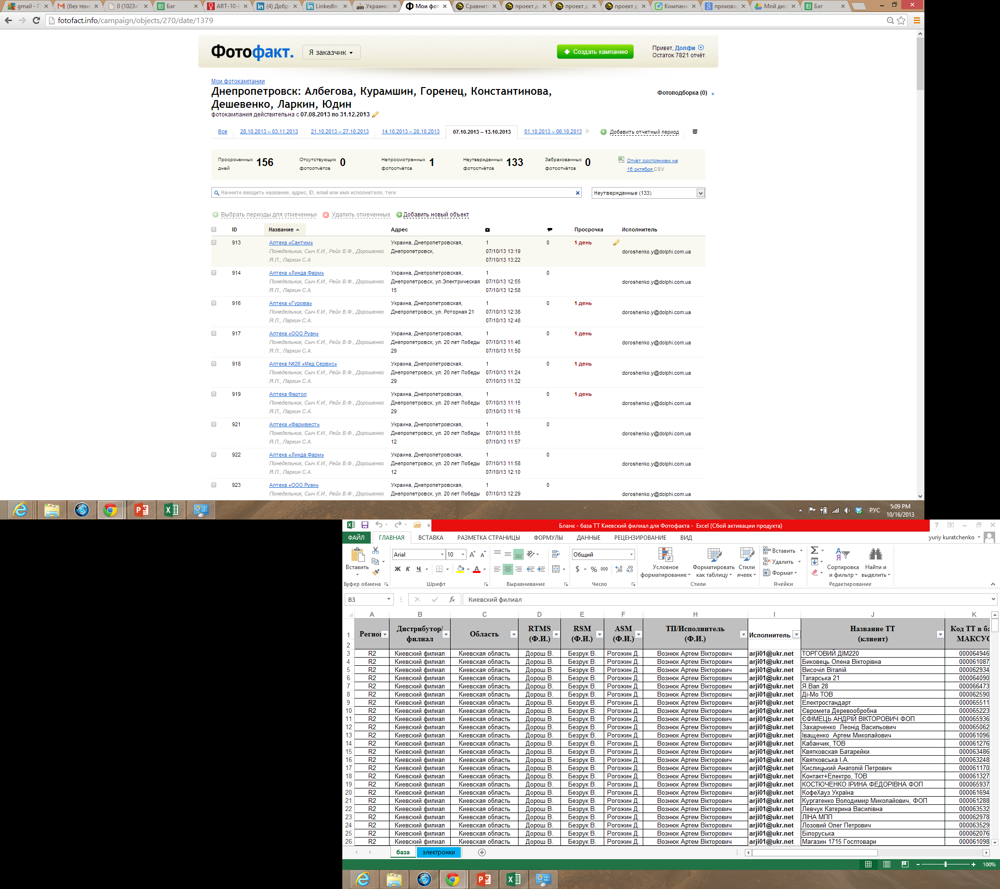 gmail - Г
(без темь
0 (1023×
Баг
ART-10-0
(4) Добр
LinkedIn
Украинс
Мои фот
Сравнит
проект д
проект д
проект д
Компани
произво
Мой дис
Баг
fotofact.info/campaign/objects/270/date/1379
Фотофакт.
Я заказчик
Создать кампанию
Привет, Долфи
Остаток 7821 отчёт
Мои фотокампании
Днепропетровск: Албегова, Курамшин, Горенец, Константинова,
Дешевенко, Ларкин, Юдин
Фотоподборка (0)
фотокампания действительна с 07.08.2013 по 31.12.2013
Все 28.10.2013 – 03.11.2013 21.10.2013 – 27.10.2013 14.10.2013 – 20.10.2013 07.10.2013 – 13.10.2013 01.10.2013 – 06.10.2013 Добавить отчетный период
Просроченных дней 156
Отсутствующих фотоотчётов 0
Непросмотренных фотоотчётов 1
Неутвержденных фотоотчётов 133
Забракованных фотоотчётов 0
Отчёт состоянием на
16 октября CSV
Начните вводить название, адрес, ID, email или имя исполнителя, теги
Неутвержденные (133)
Выбрать периоды для отмеченных Удалить отмеченные Добавить новый объект
ID Название Адрес Просрочка Исполнитель
913 Аптека «Сантим» Украина, Днепропетровская, 1 0 1 день
Понедельник, Сыч К.И., Рейх В.Ф., Дорошенко Днепропетровск, 07/10/13 13:19 doroshenko.y@dolphi.com.ua
Я.Л., Ларкин С.А 07/10/13 13:22
914 Аптека «Линда Фарм» Украина, Днепропетровская, 1 0
Понедельник, Сыч К.И., Рейх В.Ф., Дорошенко Днепропетровск, ул.Электрическая 07/10/13 12:55 doroshenko.y@dolphi.com.ua
Я.Л., Ларкин С.А. 15 07/10/13 12:58
916 Аптека «Гурова» Украина, Днепропетровская, 1 0 1 день
Понедельник, Сыч К.И., Рейх В.Ф., Дорошенко Днепропетровск, ул. Роторная 21 07/10/13 12:38 doroshenko.y@dolphi.com.ua
Я.Л., Ларкин С.А. 07/10/13 12:48
917 Аптека «ООО Руан» Украина, Днепропетровская, 1 0 1 день
Понедельник, Сыч К.И., Рейх В.Ф., Дорошенко Днепропетровск, ул. 20 лет Победы 07/10/13 11:46 doroshenko.y@dolphi.com.ua
Я.Л., Ларкин С.А. 29 07/10/13 11:50
918 Аптека №26 «Мед Сервис» Украина, Днепропетровская, 1 0 1 день
Понедельник, Сыч К.И., Рейх В.Ф., Дорошенко Днепропетровск, ул. 20 лет Победы 07/10/13 11:24 doroshenko.y@dolphi.com.ua
Я.Л., Ларкин С.А. 29 07/10/13 11:32
919 Аптека Фартоп Украина, Днепропетровская, 1 0 1 день
Понедельник, Сыч К.И., Рейх В.Ф., Дорошенко Днепропетровск, ул. 20 лет Победы 07/10/13 11:15 doroshenko.y@dolphi.com.ua
Я.Л., Ларкин С.А. 29 07/10/13 11:16
921 Аптека «Фармвест» Украина, Днепропетровская, 1 0
Понедельник, Сыч К.И., Рейх В.Ф., Дорошенко Днепропетровск, ул. 20 лет Победы 07/10/13 11:55 doroshenko.y@dolphi.com.ua
Я.Л., Ларкин С.А. 12 07/10/13 11:57
922 Аптека «Линда Фарм» Украина, Днепропетровская, 1 0
Понедельник, Сыч К.И., Рейх В.Ф., Дорошенко Днепропетровск, ул. 20 лет Победы 07/10/13 11:58 doroshenko.y@dolphi.com.ua
Я.Л., Ларкин С.А. 12 07/10/13 12:10
923 Аптека «ООО Руан» Украина, Днепропетровская, 1 0
Понедельник, Сыч К.И., Рейх В.Ф., Дорошенко Днепропетровск, ул. 20 лет Победы 07/10/13 12:29 doroshenko.y@dolphi.com.ua
РУС
5:09 PM
10/16/2013
Бланк - база ТТ Киевский филиал для Фотофакта - Excel (Сбой активации продукта)
ФАЙЛ ГЛАВНАЯ ВСТАВКА РАЗМЕТКА СТРАНИЦЫ ФОРМУЛЫ ДАННЫЕ РЕЦЕНЗИРОВАНИЕ ВИД yuriy kuratchenko
Вставить
Arial 10
Ж К Ч
Общий
$ % 000
Условное форматирование
Форматировать как таблицу
Стили ячеек
Вставить
Удалить
Формат
Сортировка и фильтр
Найти и выделить
Буфер обмена Шрифт Выравнивание Число Стили Ячейки Редактирование
B3 fx Киевский филиал
A B C D E F H I J K
1 Регион Дистрибутор/ филиал Область RTMS (Ф.И.) RSM (Ф.И.) ASM (Ф.И.) ТП/Исполнитель (Ф.И.) Исполнитель Название ТТ (клиент) Код ТТ в ба МАКСУС
2
3 R2 Киевский филиал Киевская область Дорош В. Безрук В. Рогожин Д. Вознюк Артем Вікторович arji01@ukr.net ТОРГОВИЙ ДІМ220 000064946
4 R2 Киевский филиал Киевская область Дорош В. Безрук В. Рогожин Д. Вознюк Артем Вікторович arji01@ukr.net Биковець Олена Вікторівна 000061087
5 R2 Киевский филиал Киевская область Дорош В. Безрук В. Рогожин Д. Вознюк Артем Вікторович arji01@ukr.net Височіл Віталій 000062934
6 R2 Киевский филиал Киевская область Дорош В. Безрук В. Рогожин Д. Вознюк Артем Вікторович arji01@ukr.net Татарська 21 000064090
7 R2 Киевский филиал Киевская область Дорош В. Безрук В. Рогожин Д. Вознюк Артем Вікторович arji01@ukr.net Я.Вал 28 000066473
8 R2 Киевский филиал Киевская область Дорош В. Безрук В. Рогожин Д. Вознюк Артем Вікторович arji01@ukr.net Ді-Мо ТОВ 000062590
9 R2 Киевский филиал Киевская область Дорош В. Безрук В. Рогожин Д. Вознюк Артем Вікторович arji01@ukr.net Електростандарт 000065511
10 R2 Киевский филиал Киевская область Дорош В. Безрук В. Рогожин Д. Вознюк Артем Вікторович arji01@ukr.net Євромета Деревообробна 000065223
11 R2 Киевский филиал Киевская область Дорош В. Безрук В. Рогожин Д. Вознюк Артем Вікторович arji01@ukr.net ЄФІМЕЦЬ АНДРІЙ ВІКТОРОВИЧ ФОП 000065936
12 R2 Киевский филиал Киевская область Дорош В. Безрук В. Рогожин Д. Вознюк Артем Вікторович arji01@ukr.net Захарченко Леонід Васильович 000065062
13 R2 Киевский филиал Киевская область Дорош В. Безрук В. Рогожин Д. Вознюк Артем Вікторович arji01@ukr.net Іващенко Артем Миколайович 000061096
14 R2 Киевский филиал Киевская область Дорош В. Безрук В. Рогожин Д. Вознюк Артем Вікторович arji01@ukr.net Кабанчик, ТОВ 000061276
15 R2 Киевский филиал Киевская область Дорош В. Безрук В. Рогожин Д. Вознюк Артем Вікторович arji01@ukr.net Квятковская Батарейки 000063486
16 R2 Киевский филиал Киевская область Дорош В. Безрук В. Рогожин Д. Вознюк Артем Вікторович arji01@ukr.net Квятковська І.А. 000063248
17 R2 Киевский филиал Киевская область Дорош В. Безрук В. Рогожин Д. Вознюк Артем Вікторович arji01@ukr.net Кислицький Анатолій Петрович 000061170
18 R2 Киевский филиал Киевская область Дорош В. Безрук В. Рогожин Д. Вознюк Артем Вікторович arji01@ukr.net Контакт+Електро, ТОВ 000061327
19 R2 Киевский филиал Киевская область Дорош В. Безрук В. Рогожин Д. Вознюк Артем Вікторович arji01@ukr.net КОСТЮЧЕНКО ІРИНА ФЕДОРІВНА ФОП 000065937
20 R2 Киевский филиал Киевская область Дорош В. Безрук В. Рогожин Д. Вознюк Артем Вікторович arji01@ukr.net КофеХауз Україна 000061694
21 R2 Киевский филиал Киевская область Дорош В. Безрук В. Рогожин Д. Вознюк Артем Вікторович arji01@ukr.net Кургатенко Володимир Миколайович, ФОП 000061288
22 R2 Киевский филиал Киевская область Дорош В. Безрук В. Рогожин Д. Вознюк Артем Вікторович arji01@ukr.net Левчук Катерина Василівна 000063532
23 R2 Киевский филиал Киевская область Дорош В. Безрук В. Рогожин Д. Вознюк Артем Вікторович arji01@ukr.net ЛІНА МПП 000062978
24 R2 Киевский филиал Киевская область Дорош В. Безрук В. Рогожин Д. Вознюк Артем Вікторович arji01@ukr.net Лозовий Олег Петрович 000063529
25 R2 Киевский филиал Киевская область Дорош В. Безрук В. Рогожин Д. Вознюк Артем Вікторович arji01@ukr.net Білоруська 000062076
26 R2 Киевский филиал Киевская область Дорош В. Безрук В. Рогожин Д. Вознюк Артем Вікторович arji01@ukr.net Магазин 1715 Госптовари 000061098
база электронки
100%